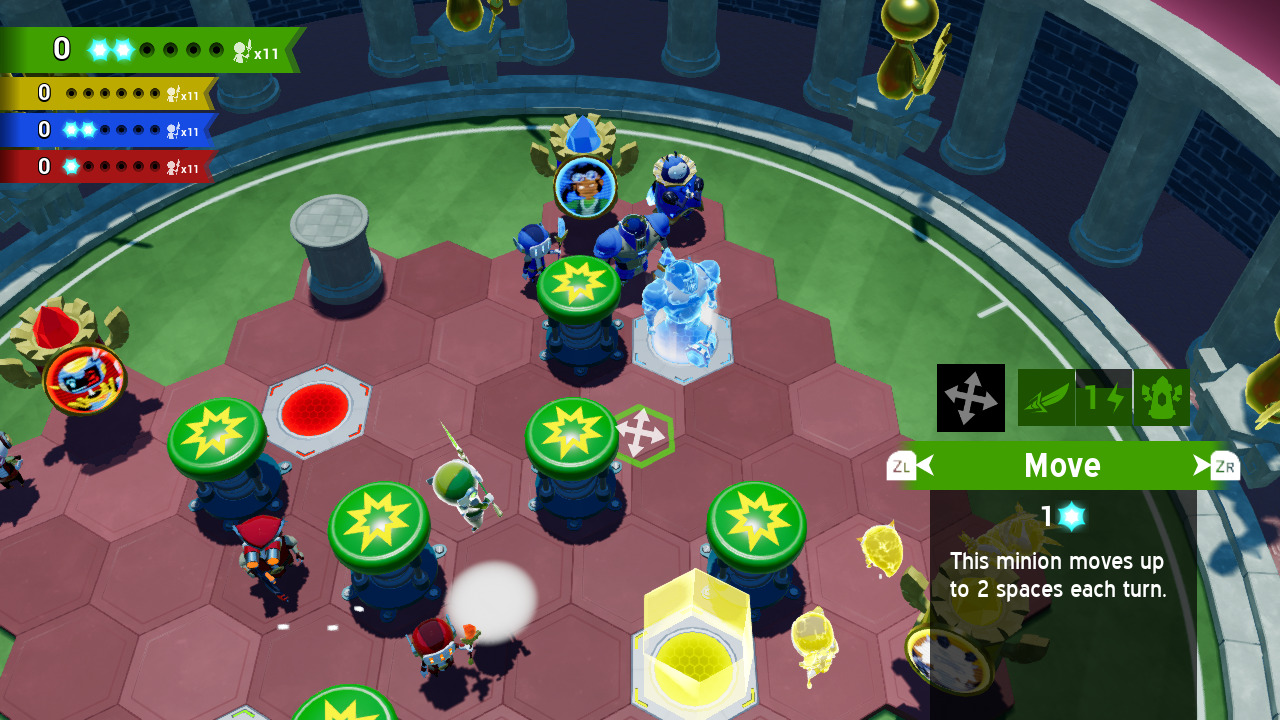 0 x11
0 x11
0 x11
0 x11
1
ZL Move ZR
1
This minion moves up
to 2 spaces each turn.